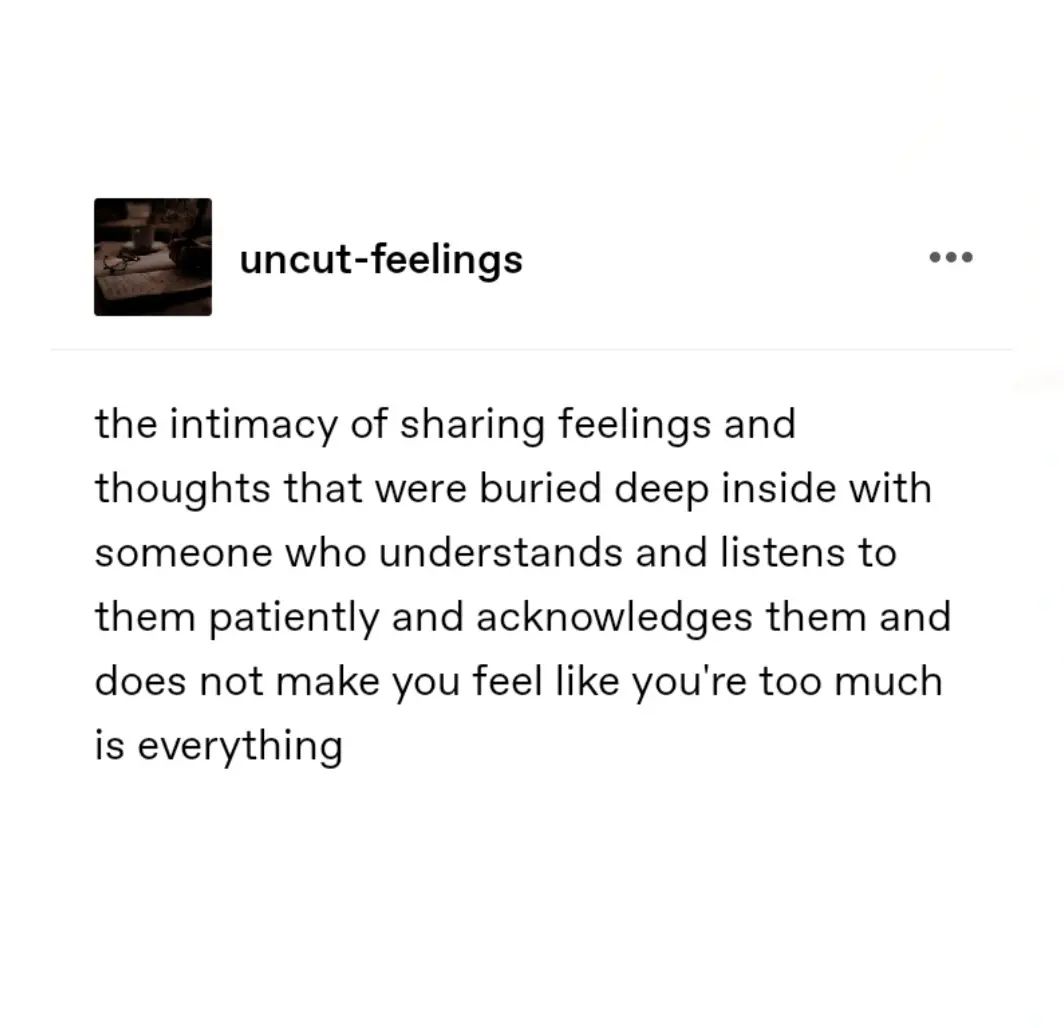 uncut-feelings
the intimacy of sharing feelings and
thoughts that were buried deep inside with
someone who understands and listens to
them patiently and acknowledges them and
does not make you feel like you're too much
is everything